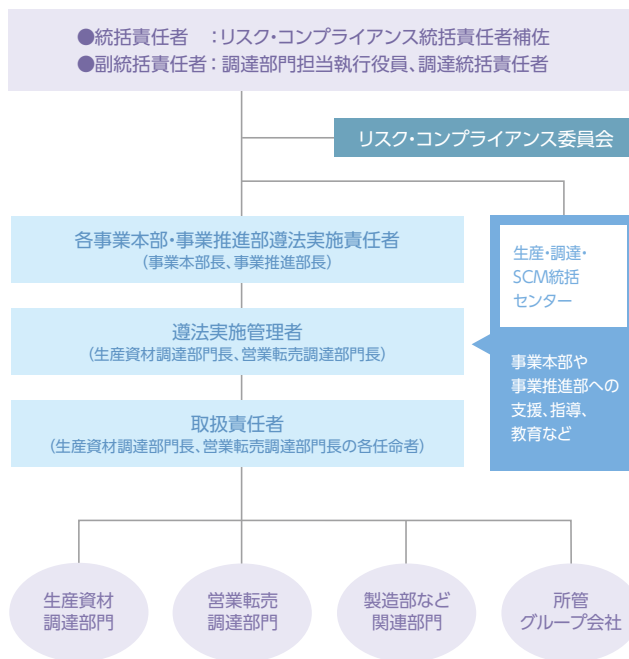 ●統括責任者　：リスク・コンプライアンス統括責任者補佐
●副統括責任者：調達部門担当執行役員、調達統括責任者
リスク・コンプライアンス委員会
各事業本部・事業推進部遵法実施責任者
（事業本部長、事業推進部長）
遵法実施管理者
（生産資材調達部門長、営業転売調達部門長）
取扱責任者
（生産資材調達部門長、営業転売調達部門長の各任命者）
生産・調達・
SCM統括
センター
事業本部や
事業推進部への
支援、指導、
教育など
生産資材
調達部門
営業転売
調達部門
製造部など
関連部門
所管
グループ会社